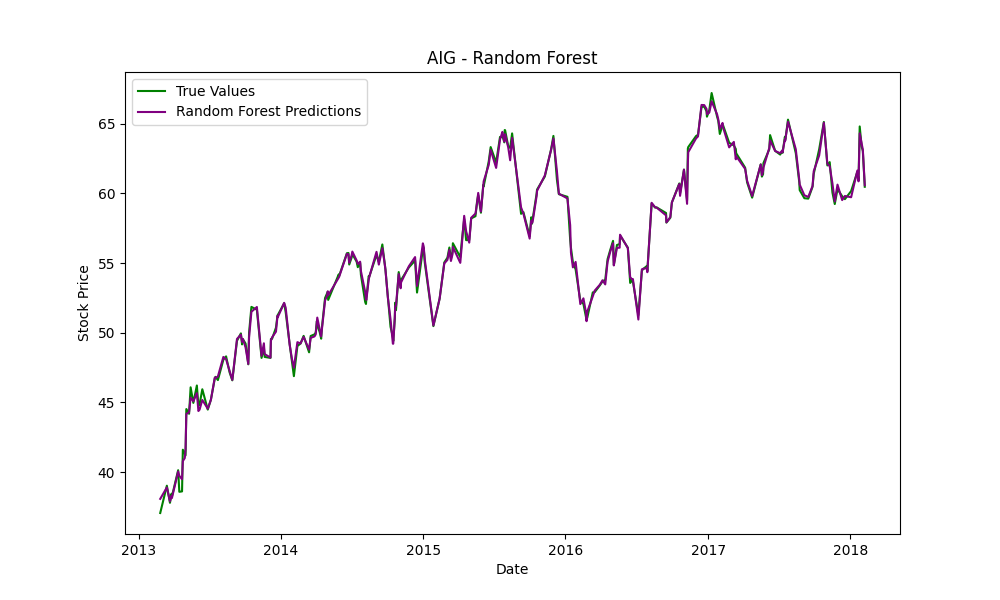 AIG - Random Forest
True Values
Random Forest Predictions
Stock Price
65
60
55
50
45
40
2013 2014 2015 2016 2017 2018
Date